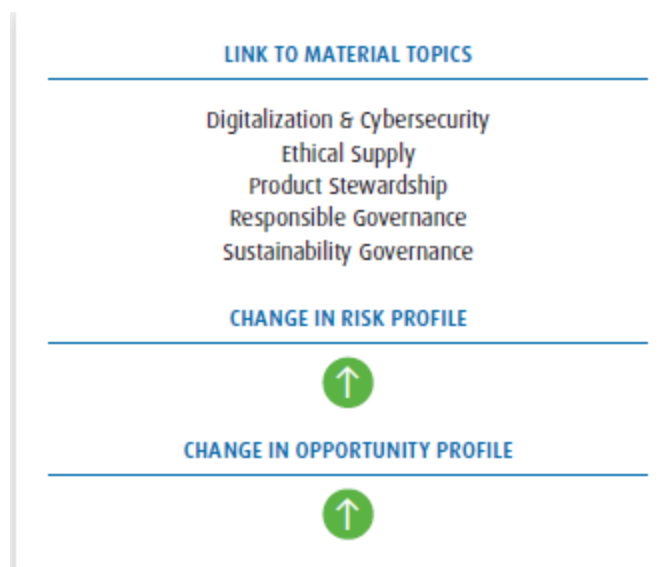 LINK TO MATERIAL TOPICS
Digitalization & Cybersecurity
Ethical Supply
Product Stewardship
Responsible Governance
Sustainability Governance
CHANGE IN RISK PROFILE
CHANGE IN OPPORTUNITY PROFILE